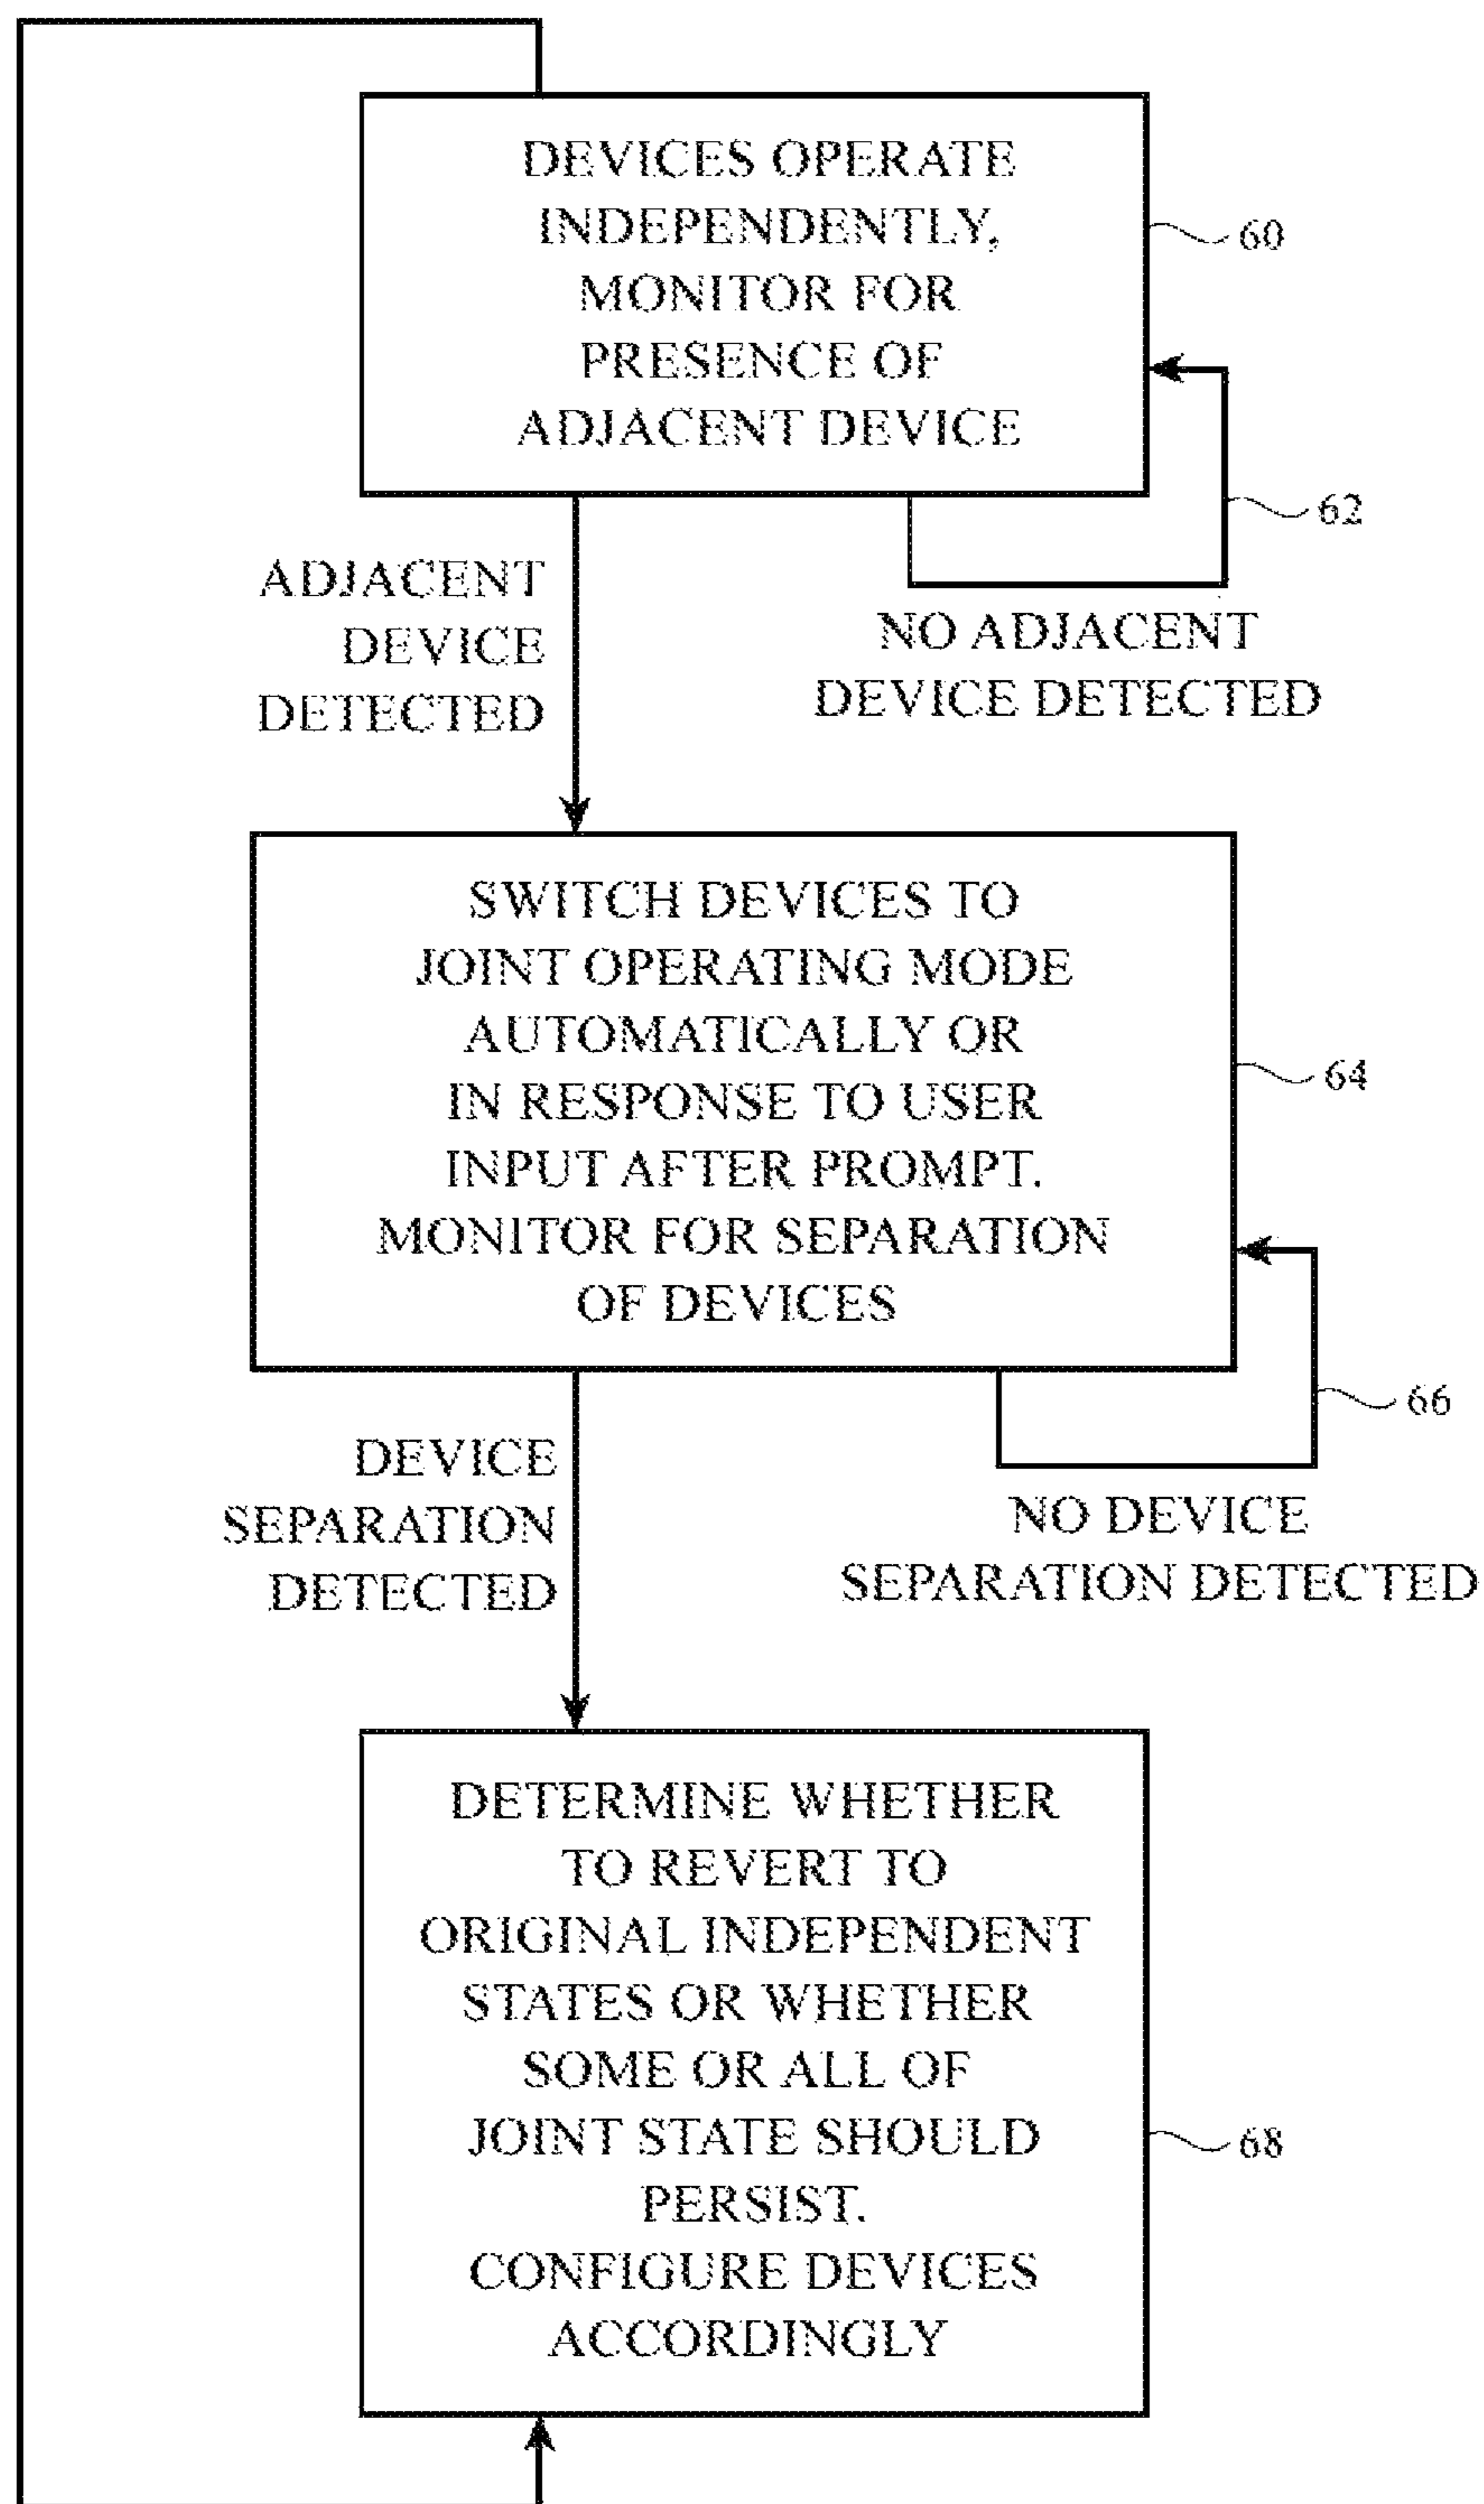 DEVICES OPERATE
INDEPENDENTLY,
MONITOR FOR
PRESENCE OF
ADJACENT DEVICE
60
62
ADJACENT
DEVICE
DETECTED
NO ADJACENT
DEVICE DETECTED
SWITCH DEVICES TO
JOINT OPERATING MODE
AUTOMATICALLY OR
IN RESPONSE TO USER
INPUT AFTER PROMPT.
MONITOR FOR SEPARATION
OF DEVICES
64
66
DEVICE
SEPARATION
DETECTED
NO DEVICE
SEPARATION DETECTED
DETERMINE WHETHER
TO REVERT TO
ORIGINAL INDEPENDENT
STATES OR WHETHER
SOME OR ALL OF
JOINT STATE SHOULD
PERSIST.
CONFIGURE DEVICES
ACCORDINGLY
68